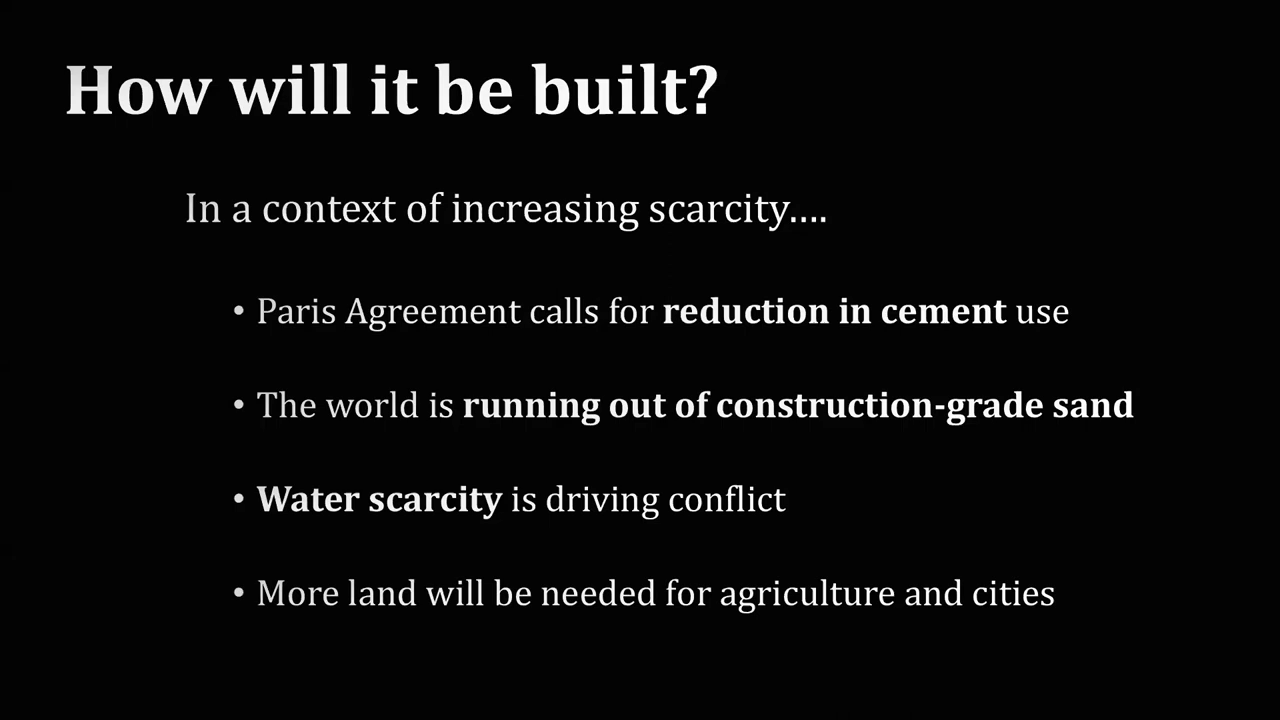 How will it be built?
In a context of increasing scarcity....
• Paris Agreement calls for reduction in cement use
• The world is running out of construction-grade sand
• Water scarcity is driving conflict
• More land will be needed for agriculture and cities